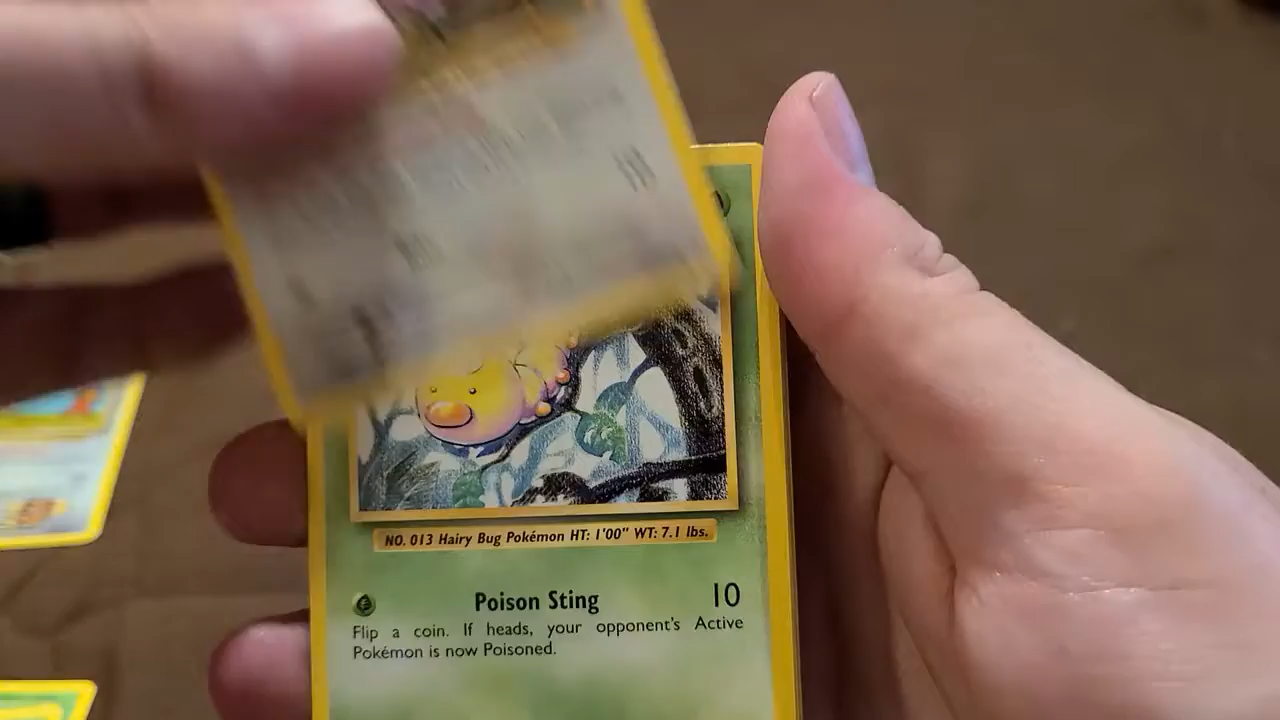 NO. 013 Hairy Bug Pokémon HT: 1'00" WT: 7.1 lbs.
Poison Sting 10
Flip a coin. If heads, your opponent's Active
Pokémon is now Poisoned.